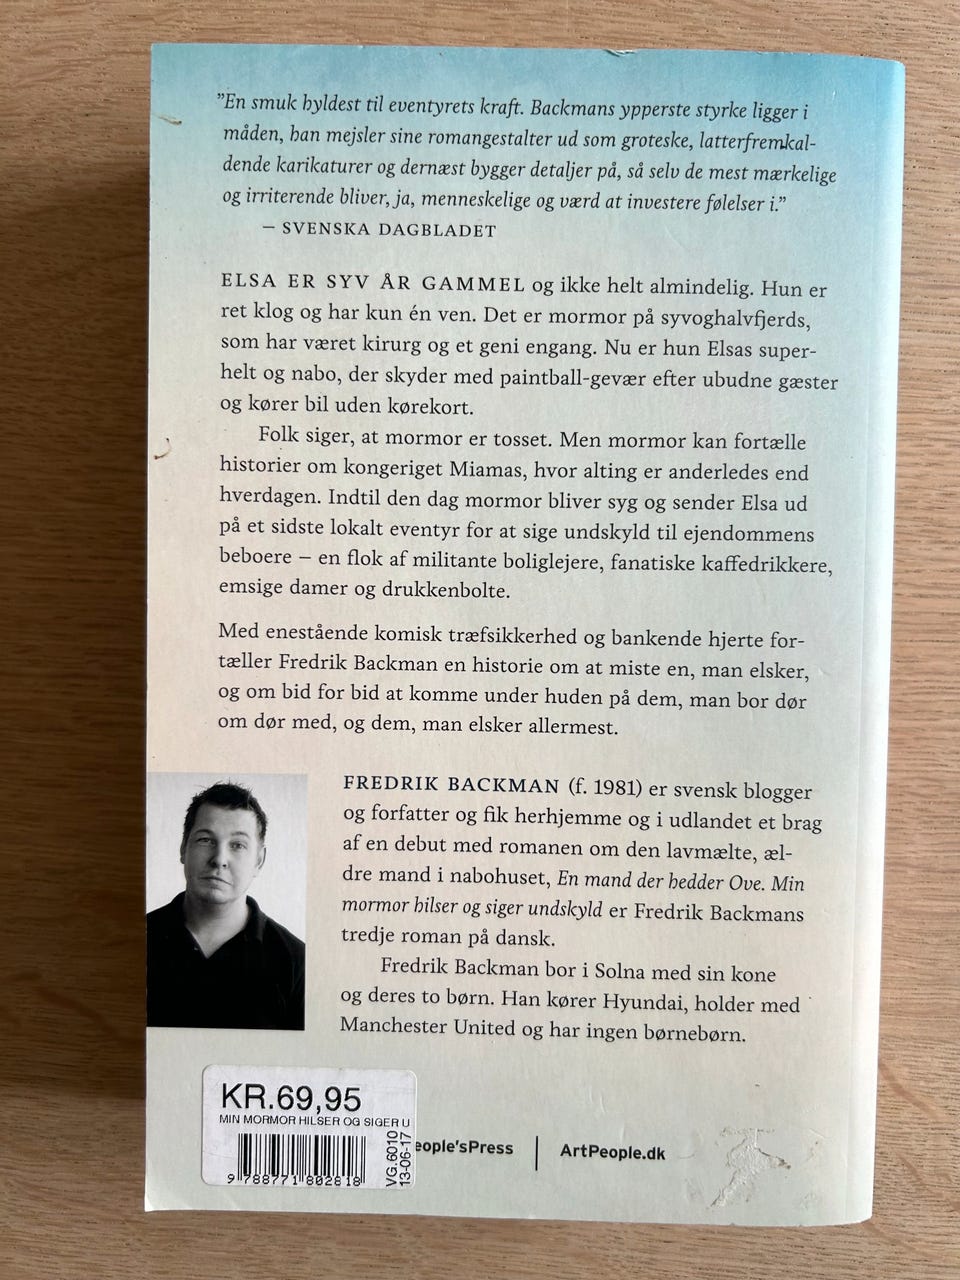 ”En smuk hyldest til eventyrets kraft. Backmans ypperste styrke ligger i
måden, han mejsler sine romangestalter ud som groteske, latterfremkal-
dende karikaturer og dernæst bygger detaljer på, så selv de mest mærkelige
og irriterende bliver, ja, menneskelige og værd at investere følelser i.”
– SVENSKA DAGBLADET
ELSA ER SYV ÅR GAMMEL og ikke helt almindelig. Hun er
ret klog og har kun én ven. Det er mormor på syvoghalvfjerds,
som har været kirurg og et geni engang. Nu er hun Elsas super-
helt og nabo, der skyder med paintball-gevær efter ubudne gæster
og kører bil uden kørekort.
Folk siger, at mormor er tosset. Men mormor kan fortælle
historier om kongeriget Miamas, hvor alting er anderledes end
hverdagen. Indtil den dag mormor bliver syg og sender Elsa ud
på et sidste lokalt eventyr for at sige undskyld til ejendommens
beboere – en flok af militante boliglejere, fanatiske kaffedrikkere,
emsige damer og drukkenbolte.
Med enestående komisk træfsikkerhed og bankende hjerte for-
tæller Fredrik Backman en historie om at miste en, man elsker,
og om bid for bid at komme under huden på dem, man bor dør
om dør med, og dem, man elsker allermest.
FREDRIK BACKMAN (f. 1981) er svensk blogger
og forfatter og fik herhjemme og i udlandet et brag
af en debut med romanen om den lavmælte, æl-
dre mand i nabohuset, En mand der hedder Ove. Min
mormor hilser og siger undskyld er Fredrik Backmans
tredje roman på dansk.
Fredrik Backman bor i Solna med sin kone
og deres to børn. Han kører Hyundai, holder med
Manchester United og har ingen børnebørn.
KR.69,95
MIN MORMOR HILSER OG SIGER U
9 788771 802818
VG.6010
13-06-17
eople'sPress | ArtPeople.dk